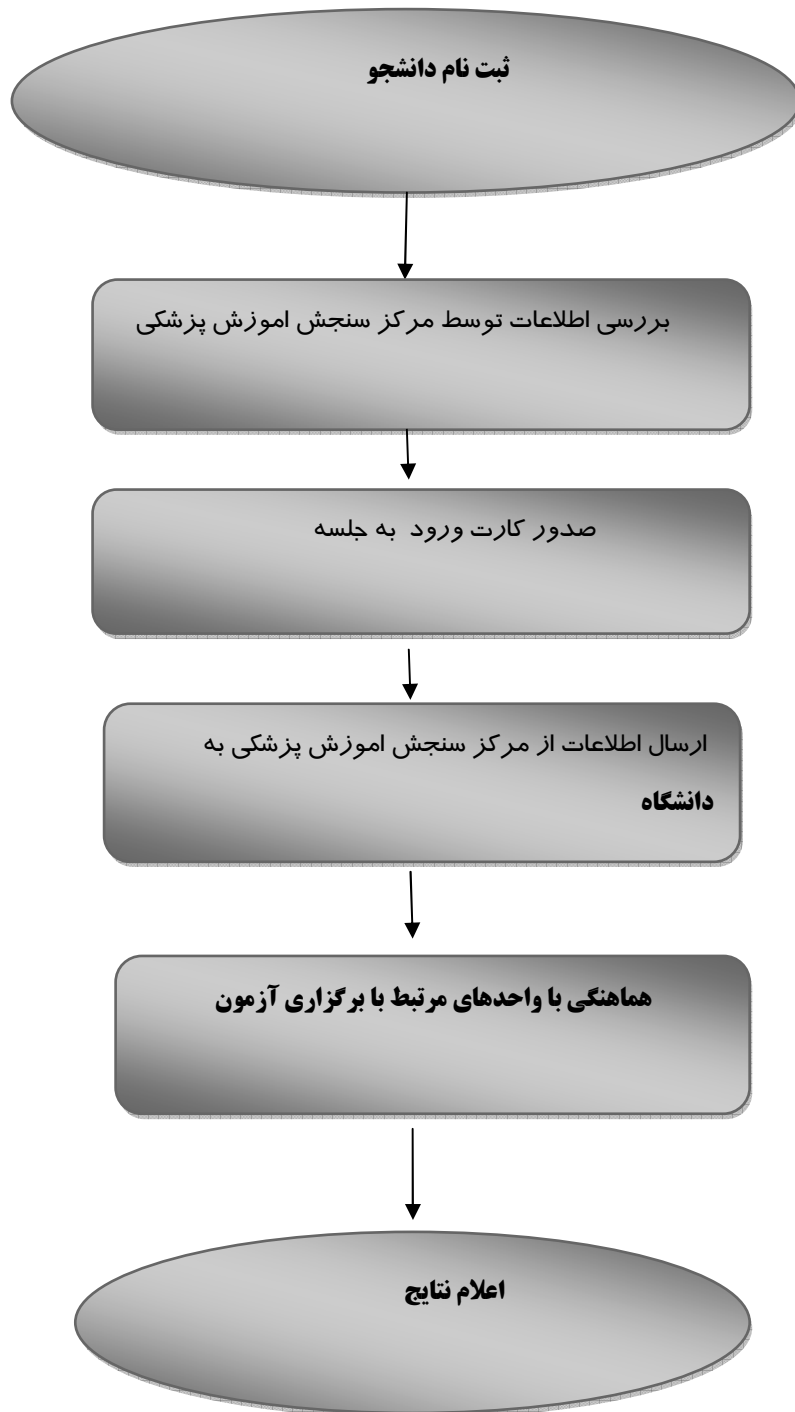 ثبت نام دانشجو
بررسی اطلاعات توسط مرکز سنجش اموزش پزشکی
صدور کارت ورود به جلسه
ارسال اطلاعات از مرکز سنجش اموزش پزشکی به
دانشگاه
هماهنگی با واحدهای مرتبط با برگزاری آزمون
اعلام نتایج